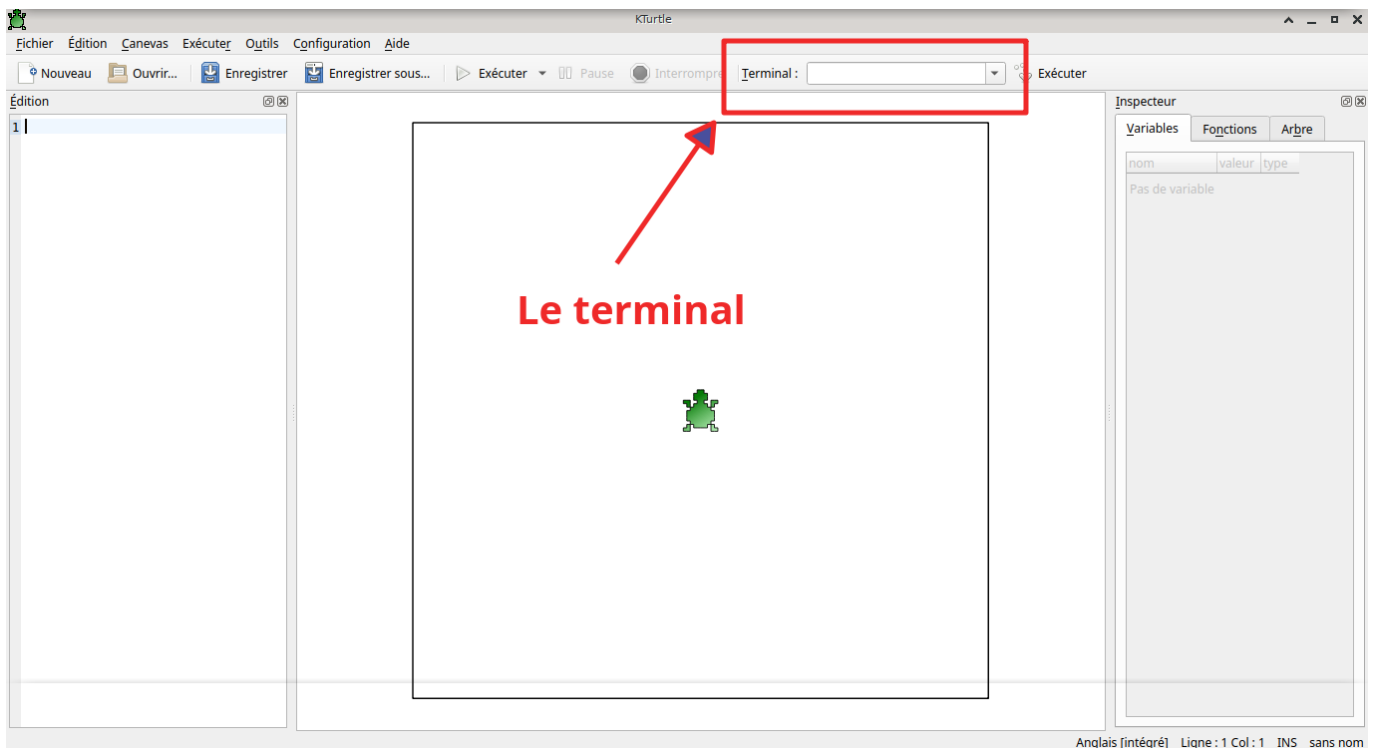 KTurtle
Fichier Édition Canevas Exécuter Outils Configuration Aide
Nouveau Ouvrir... Enregistrer Enregistrer sous... Exécuter Pause Interrompre Terminal : Exécuter
Édition Inspecteur
1
Variables Fonctions Arbre
nom valeur type
Pas de variable
Le terminal
Anglais [intégré] Ligne : 1 Col : 1 INS sans nom